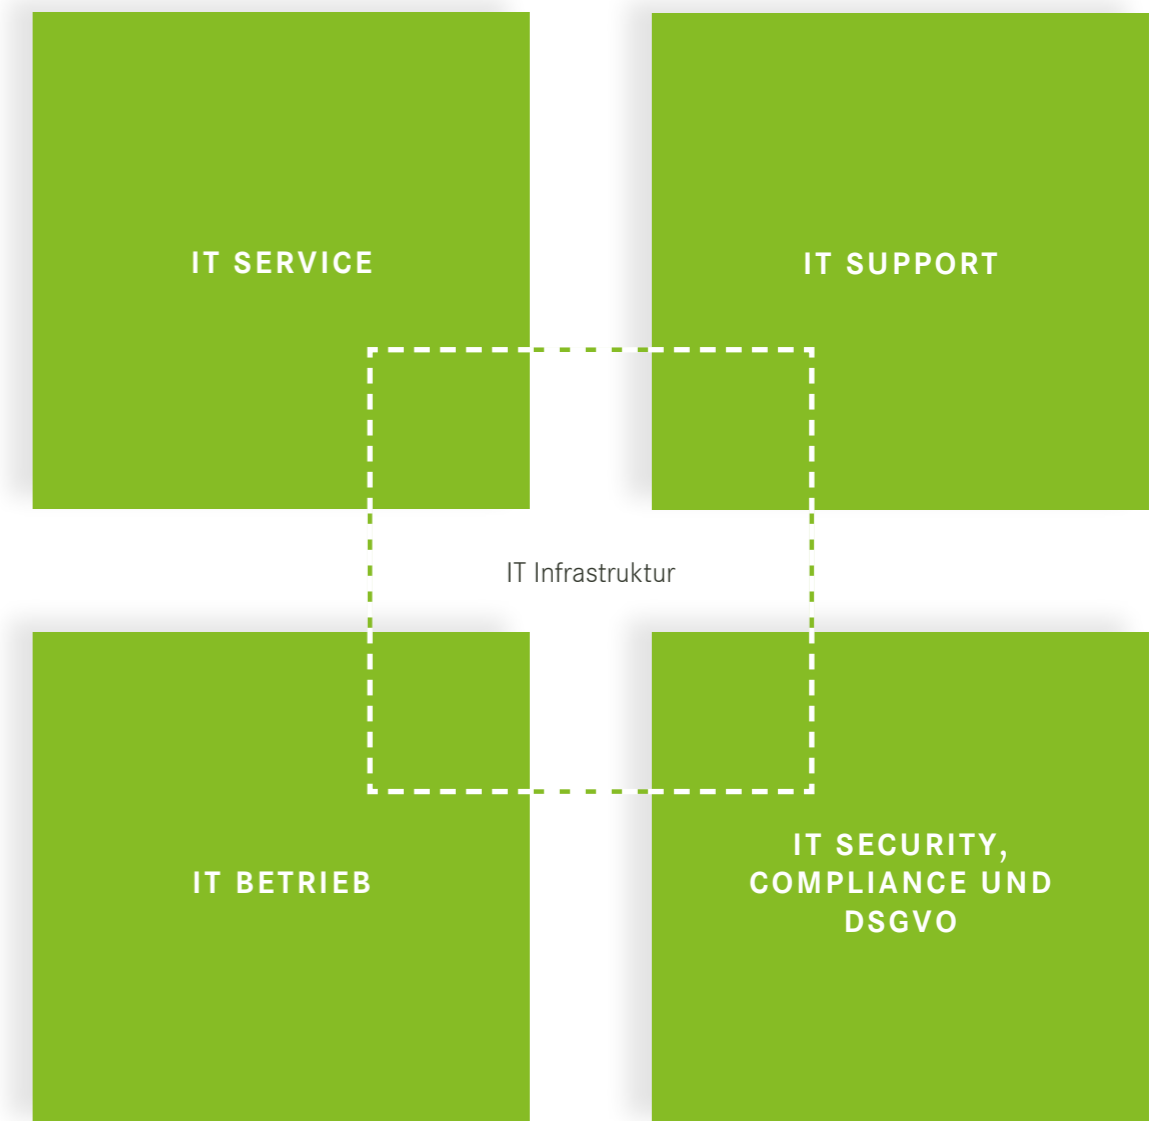 IT SERVICE
IT SUPPORT
IT Infrastruktur
IT BETRIEB
IT SECURITY,
COMPLIANCE UND
DSGVO